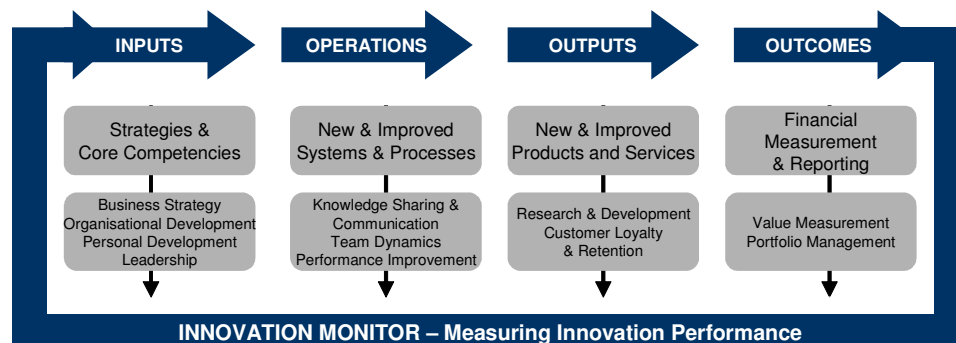 INPUTS
OPERATIONS
OUTPUTS
OUTCOMES
Strategies &
Core Competencies
New & Improved
Systems & Processes
New & Improved
Products and Services
Financial
Measurement
& Reporting
Business Strategy
Organisational Development
Personal Development
Leadership
Knowledge Sharing &
Communication
Team Dynamics
Performance Improvement
Research & Development
Customer Loyalty
& Retention
Value Measurement
Portfolio Management
INNOVATION MONITOR – Measuring Innovation Performance